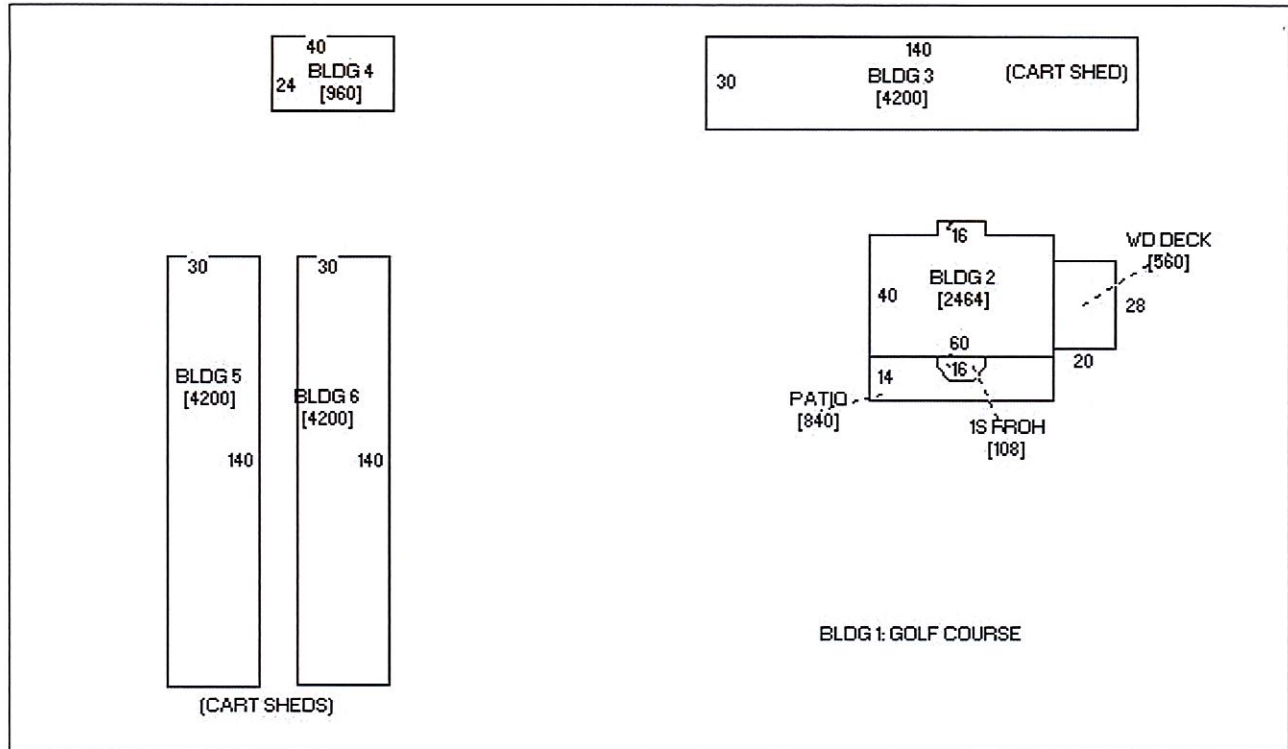 40
BLDG 4
24
[960]
140
BLDG 3
(CART SHED)
30
[4200]
16
WD DECK
[560]
BLDG 2
40
[2464]
28
60
16
14
20
PATIO
[840]
1S FROH
[108]
30
30
BLDG 5
[4200]
BLDG 6
[4200]
140
140
(CART SHEDS)
BLDG 1: GOLF COURSE